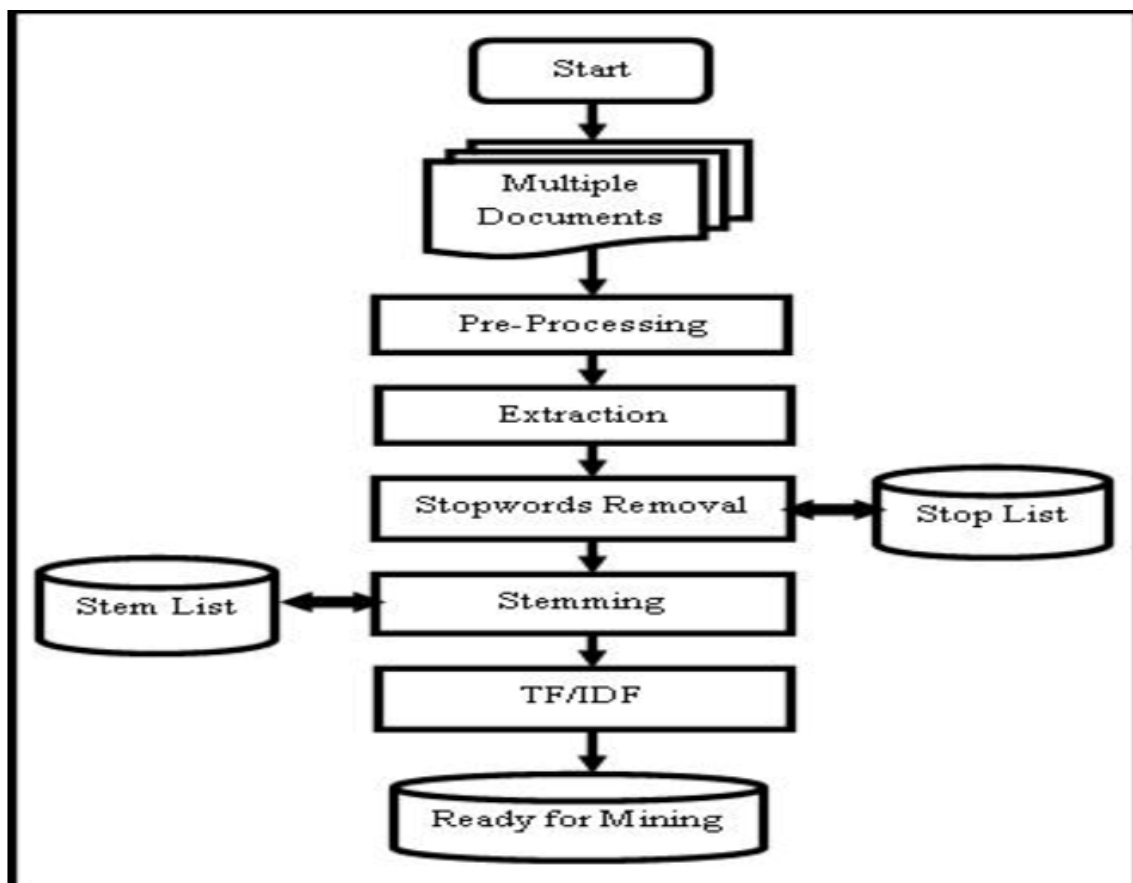 Start
Multiple
Documents
Pre-Processing
Extraction
Stopwords Removal
Stop List
Stem List
Stemming
TF/IDF
Ready for Mining